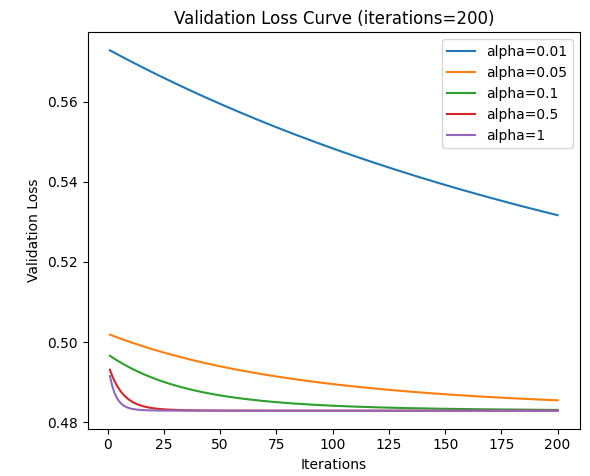 Validation Loss Curve (iterations=200)
alpha=0.01
alpha=0.05
alpha=0.1
alpha=0.5
alpha=1
Validation Loss
0.56
0.54
0.52
0.50
0.48
0 25 50 75 100 125 150 175 200
Iterations